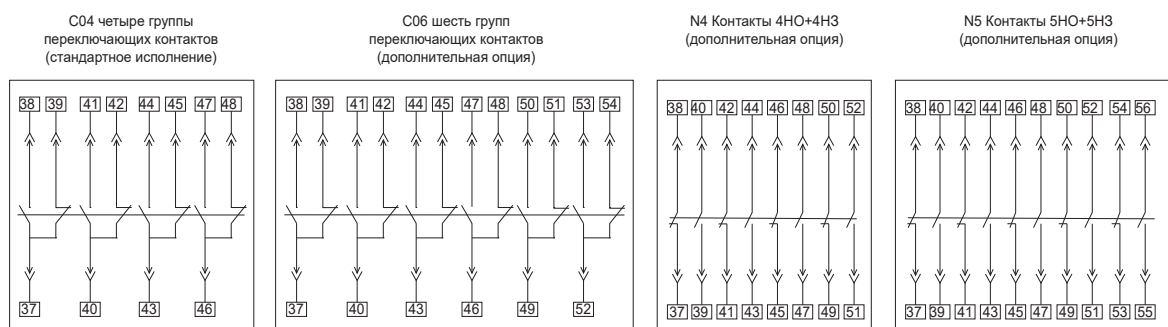 C04 четыре группы
переключающих контактов
(стандартное исполнение)
38 39 41 42 44 45 47 48
37 40 43 46
C06 шесть групп
переключающих контактов
(дополнительная опция)
38 39 41 42 44 45 47 48 50 51 53 54
37 40 43 46 49 52
N4 Контакты 4НО+4НЗ
(дополнительная опция)
38 40 42 44 46 48 50 52
37 39 41 43 45 47 49 51
N5 Контакты 5НО+5НЗ
(дополнительная опция)
38 40 42 44 46 48 50 52 54 56
37 39 41 43 45 47 49 51 53 55